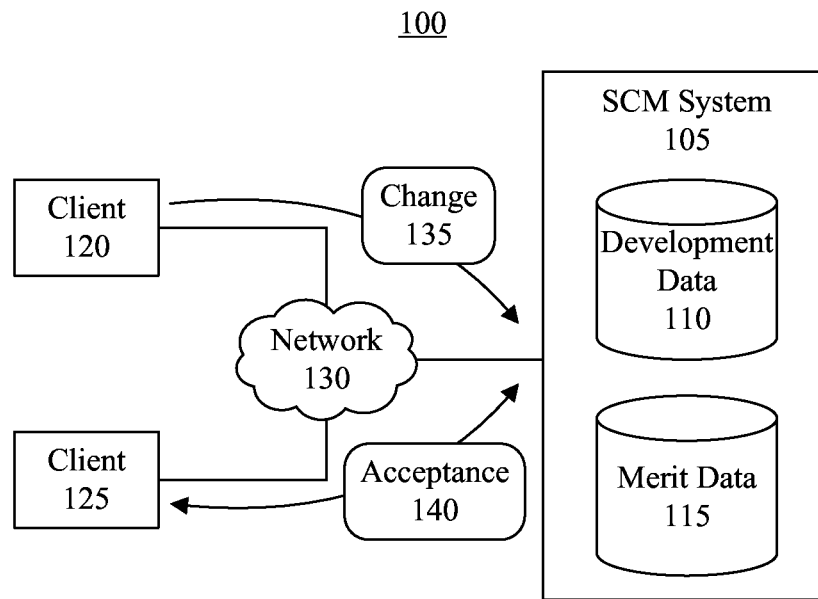 100
SCM System
105
Client
120
Change
135
Development
Data
110
Network
130
Client
125
Acceptance
140
Merit Data
115